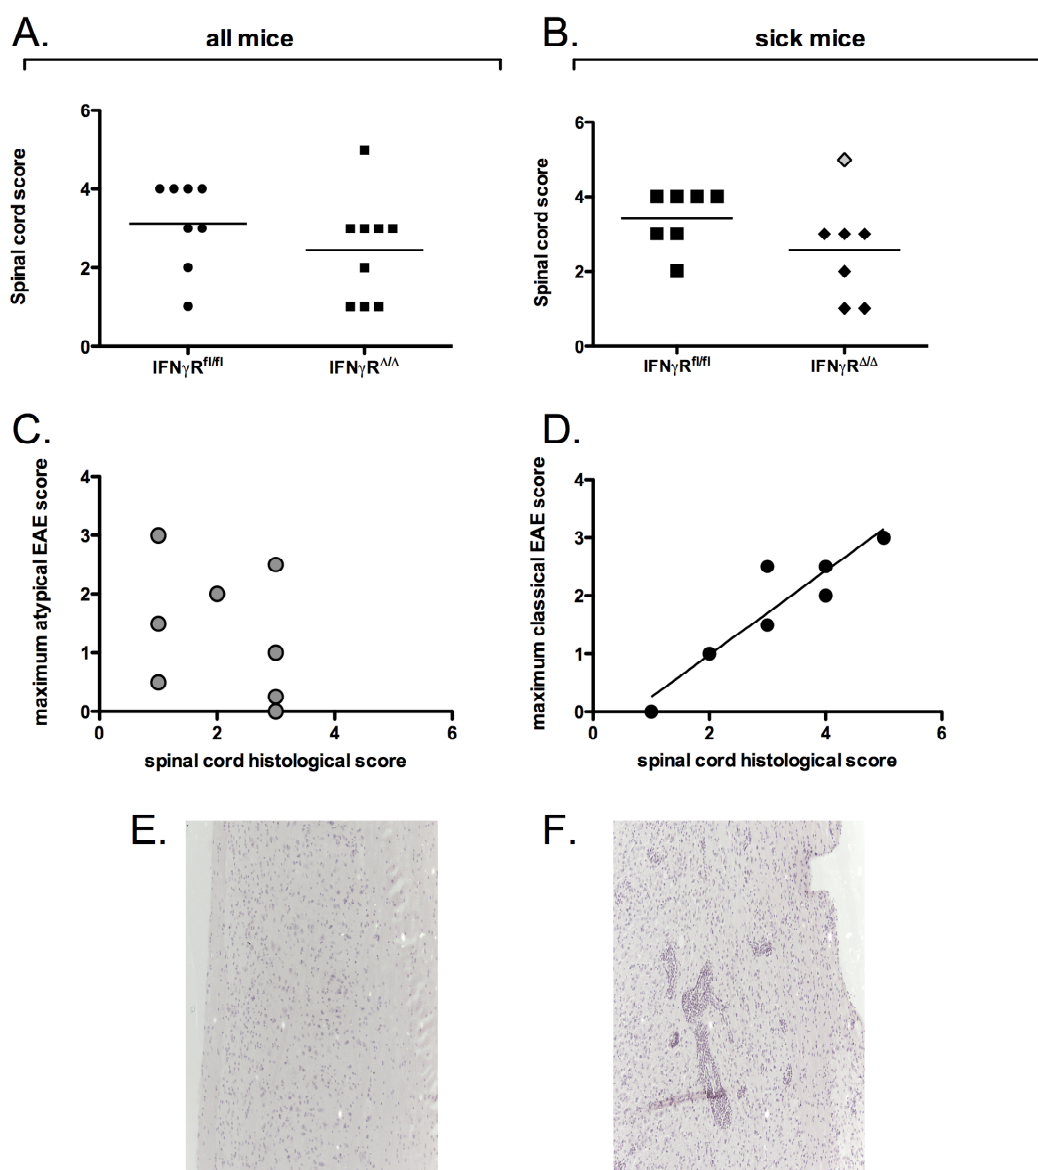 A.
all mice
6
4
2
0
Spinal cord score
IFNγR^fl/fl
IFNγR^Δ/Δ
B.
sick mice
6
4
2
0
Spinal cord score
IFNγR^fl/fl
IFNγR^Δ/Δ
C.
4
3
2
1
0
maximum atypical EAE score
0 2 4 6
spinal cord histological score
D.
4
3
2
1
0
maximum classical EAE score
0 2 4 6
spinal cord histological score
E.
F.